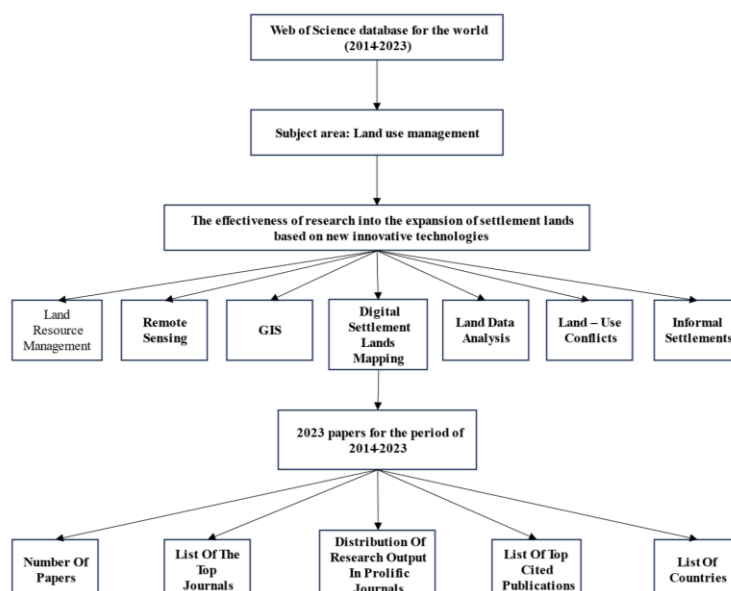 Web of Science database for the world
(2014-2023)
Subject area: Land use management
The effectiveness of research into the expansion of settlement lands
based on new innovative technologies
Land
Resource
Management
Remote
Sensing
GIS
Digital
Settlement
Lands
Mapping
Land Data
Analysis
Land – Use
Conflicts
Informal
Settlements
2023 papers for the period of
2014-2023
Number Of
Papers
List Of The
Top
Journals
Distribution Of
Research Output
In Prolific
Journals
List Of Top
Cited
Publications
List Of
Countries